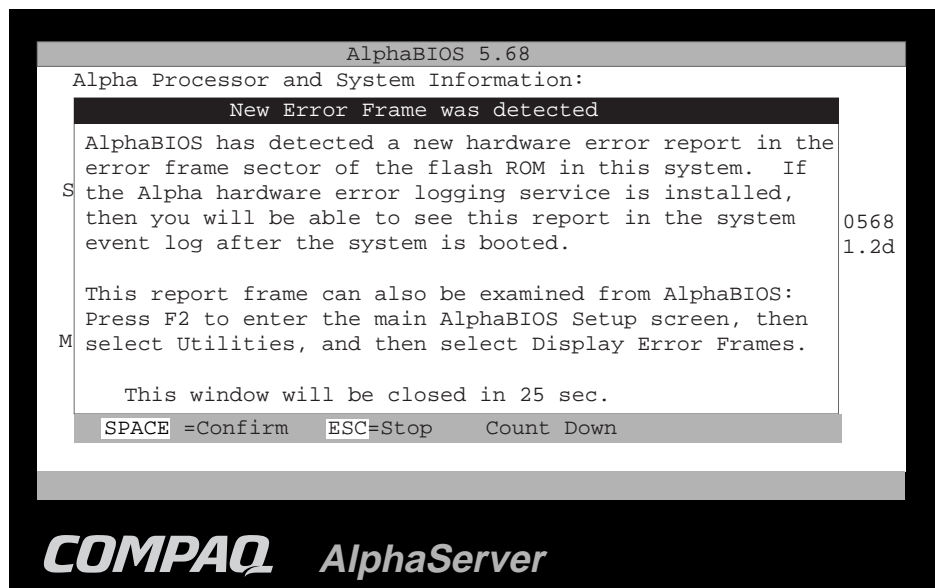 AlphaBIOS 5.68
Alpha Processor and System Information:
New Error Frame was detected
AlphaBIOS has detected a new hardware error report in the
error frame sector of the flash ROM in this system. If
S
the Alpha hardware error logging service is installed,
then you will be able to see this report in the system
0568
event log after the system is booted.
1.2d
This report frame can also be examined from AlphaBIOS:
Press F2 to enter the main AlphaBIOS Setup screen, then
M
select Utilities, and then select Display Error Frames.
This window will be closed in 25 sec.
SPACE =Confirm ESC=Stop Count Down
COMPAQ AlphaServer